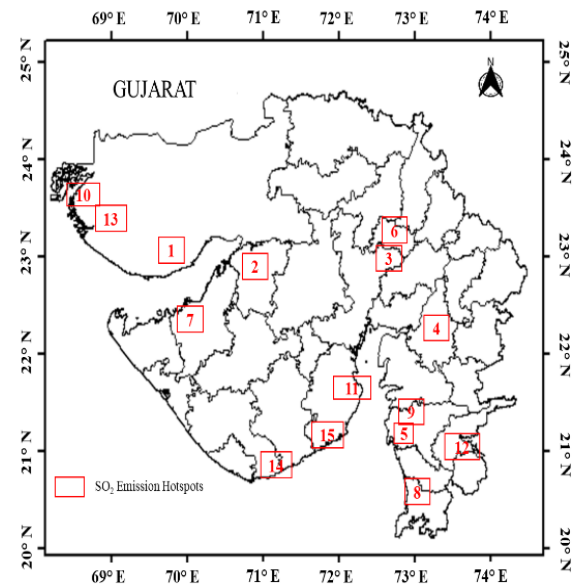 69° E 70° E 71° E 72° E 73° E 74° E
25° N 25° N
GUJARAT
N
24° N 24° N
10
13
6
23° N 23° N
1
2
3
7
4
22° N 22° N
11
9
15
5
21° N 21° N
12
14
SO₂ Emission Hotspots
8
20° N 20° N
69° E 70° E 71° E 72° E 73° E 74° E